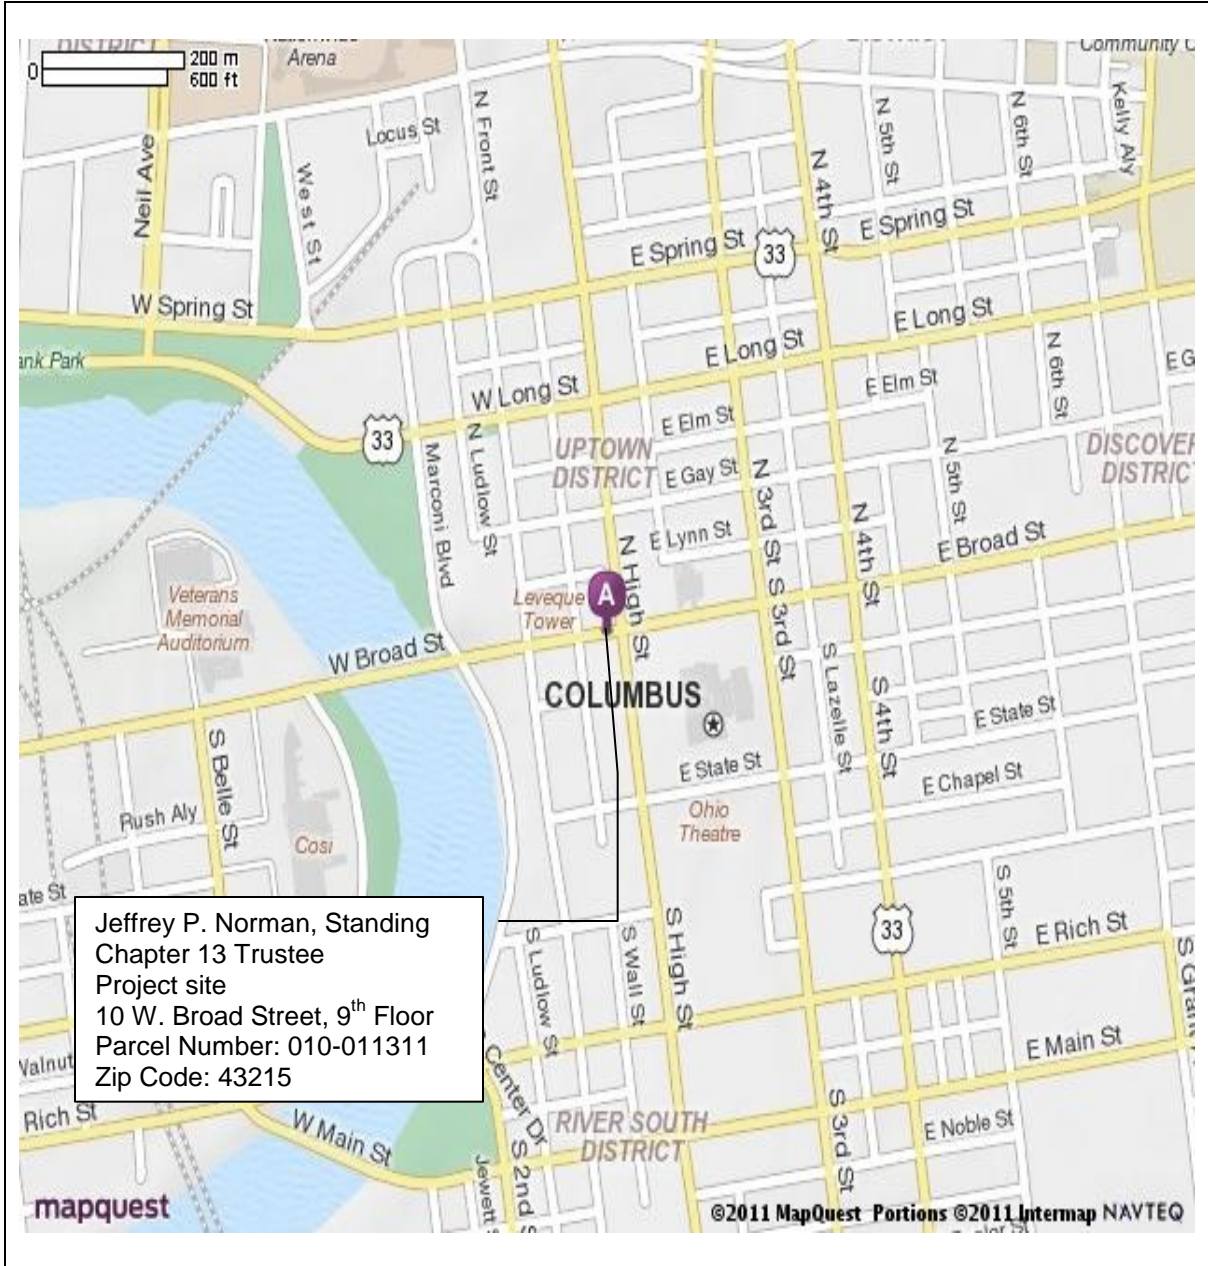 DISTRICT
Arena
Community C
0
200 m
600 ft
Neil Ave
Locus St
West St
N Front St
N 4th St
N 5th St
N 6th St
Kelly Aly
E Spring St
33
E Spring St
W Spring St
E Long St
E Long St
W Long St
ank Park
33
E Elm St
E Elm St
N 6th St
E G
UPTOWN
DISTRICT
DISCOVER
DISTRIC
N Ludlow St
Marconi Blvd
E Gay St
N 3rd St
N 5th St
N 4th St
E Lynn St
N High St
E Broad St
Veterans
Memorial
Auditorium
Leveque
Tower
A
W Broad St
S 3rd St
S Lazelle St
S 4th St
COLUMBUS
E State St
E State St
S Belle St
E Chapel St
Rush Aly
Cosi
Ohio
Theatre
ate St
Jeffrey P. Norman, Standing
Chapter 13 Trustee
Project site
10 W. Broad Street, 9th Floor
Parcel Number: 010-011311
Zip Code: 43215
S Ludlow St
S Wall St
S High St
33
S 5th St
E Rich St
S Gran
Walnut
E Main St
Rich St
W Main St
Center Dr
RIVER SOUTH
DISTRICT
S 3rd St
E Noble St
Jewett
S 2nd S
mapquest
©2011 MapQuest Portions ©2011 Intermap NAVTEQ